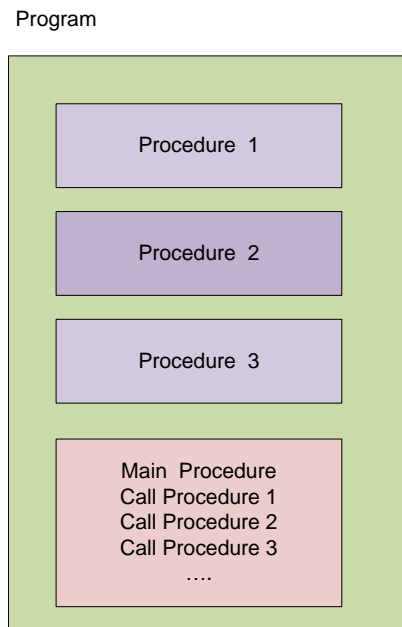 Program
Procedure 1
Procedure 2
Procedure 3
Main Procedure
Call Procedure 1
Call Procedure 2
Call Procedure 3
....